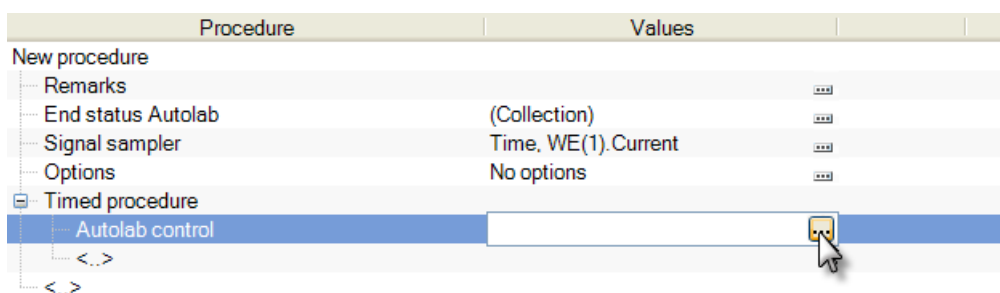 Procedure Values
New procedure
Remarks ...
End status Autolab (Collection) ...
Signal sampler Time, WE(1).Current ...
Options No options ...
Timed procedure
Autolab control ...
<..>
<..>